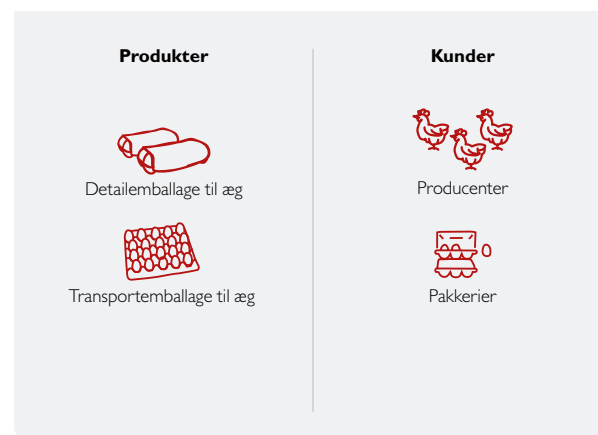 Produkter
Detailemballage til æg
Transportemballage til æg
Kunder
Producenter
Pakkerier